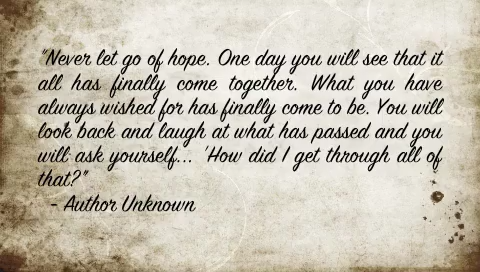 "Never let go of hope. One day you will see that it
all has finally come together. What you have
always wished for has finally come to be. You will
look back and laugh at what has passed and you
will ask yourself... 'How did I get through all of
that?"
- Author Unknown